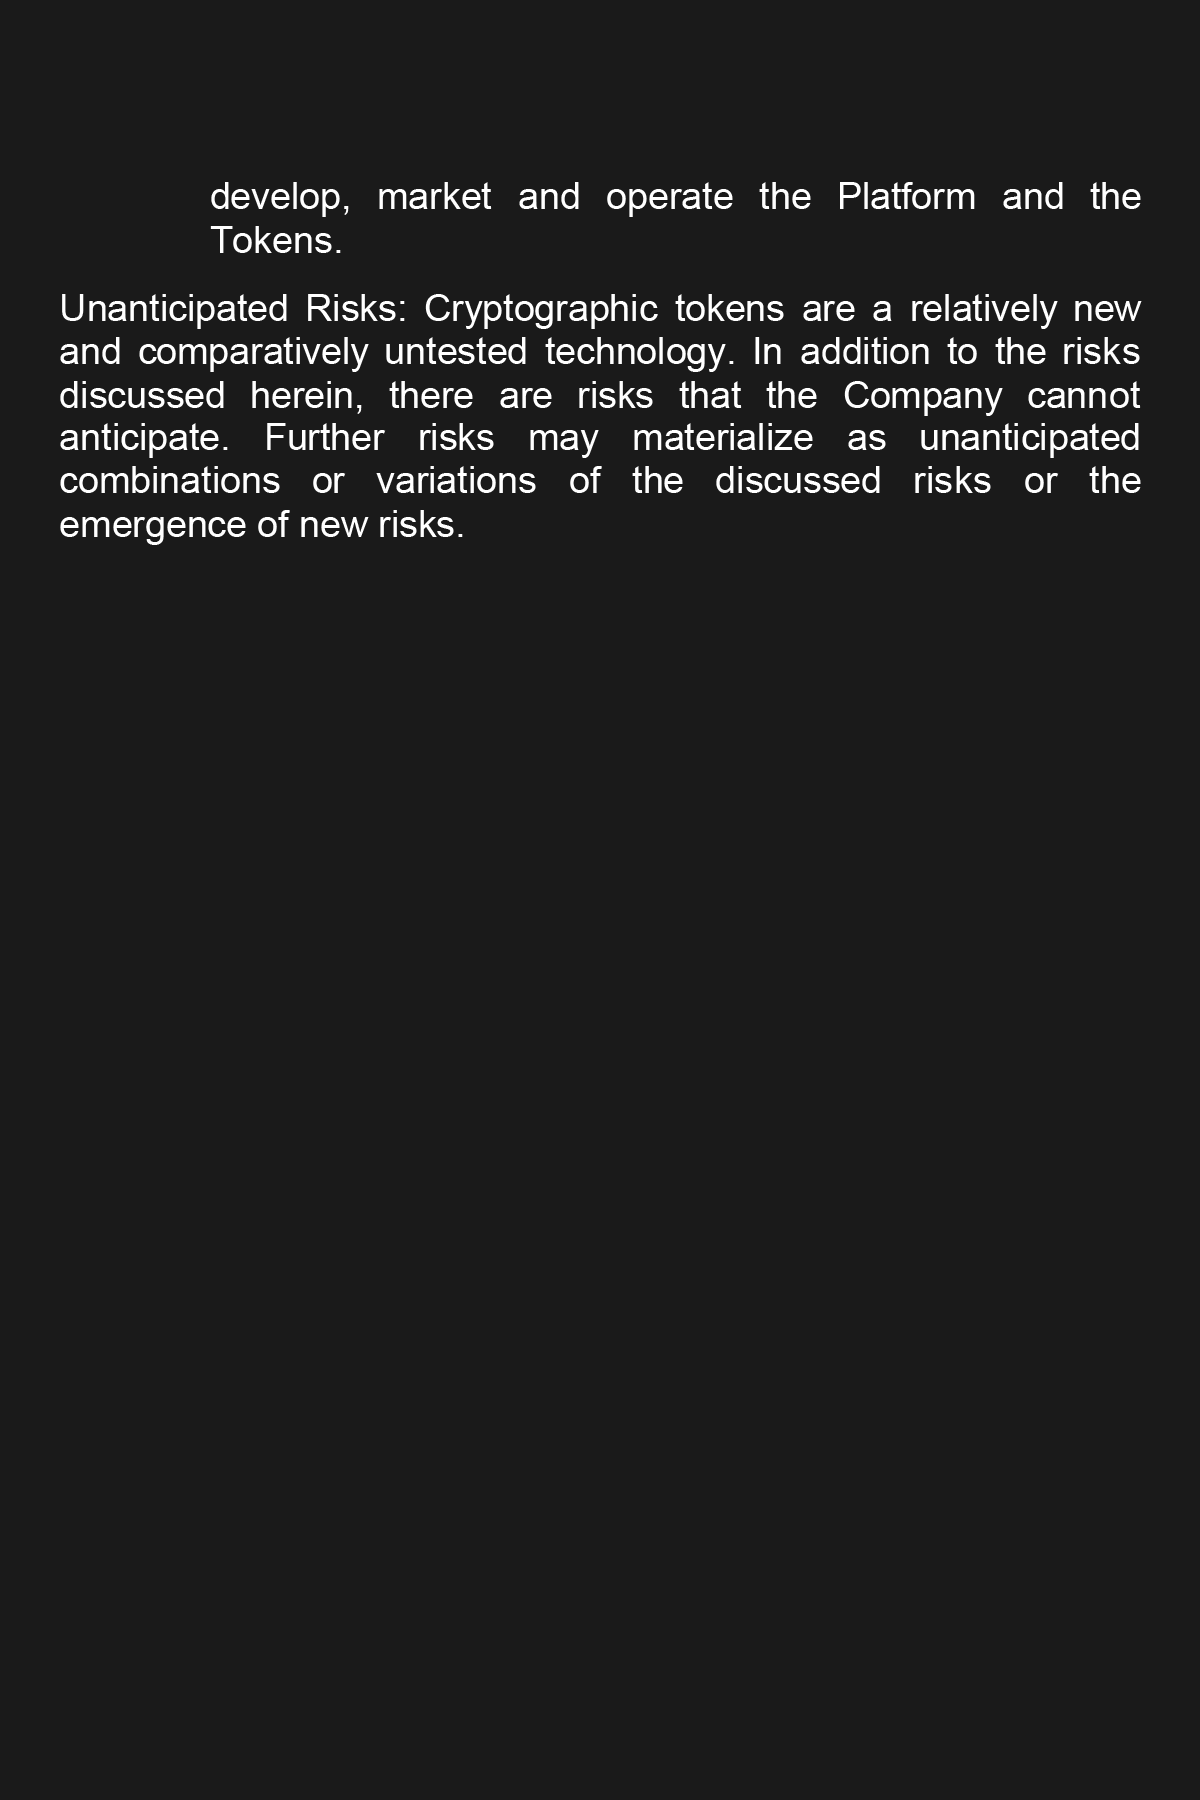 develop, market and operate the Platform and the
Tokens.
Unanticipated Risks: Cryptographic tokens are a relatively new
and comparatively untested technology. In addition to the risks
discussed herein, there are risks that the Company cannot
anticipate. Further risks may materialize as unanticipated
combinations or variations of the discussed risks or the
emergence of new risks.